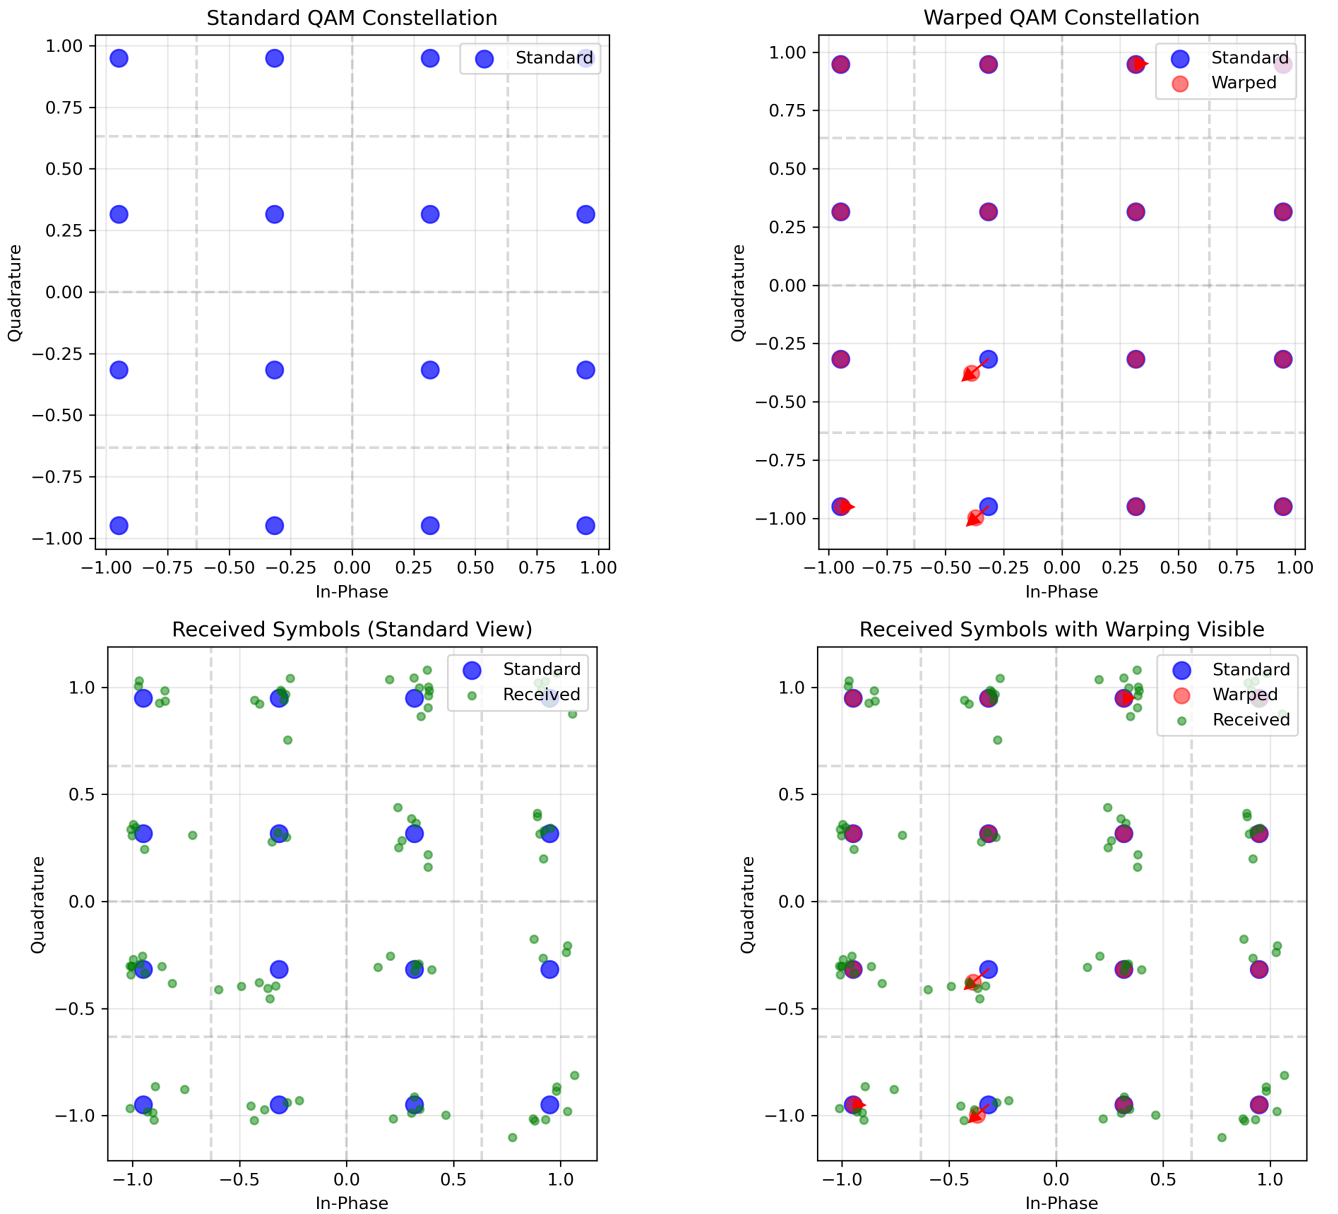 Standard QAM Constellation
Standard
1.00
0.75
0.50
0.25
0.00
−0.25
−0.50
−0.75
−1.00
Quadrature
−1.00 −0.75 −0.50 −0.25 0.00 0.25 0.50 0.75 1.00
In-Phase
Warped QAM Constellation
Standard
Warped
1.00
0.75
0.50
0.25
0.00
−0.25
−0.50
−0.75
−1.00
Quadrature
−1.00 −0.75 −0.50 −0.25 0.00 0.25 0.50 0.75 1.00
In-Phase
Received Symbols (Standard View)
Standard
Received
1.0
0.5
0.0
−0.5
−1.0
Quadrature
−1.0 −0.5 0.0 0.5 1.0
In-Phase
Received Symbols with Warping Visible
Standard
Warped
Received
1.0
0.5
0.0
−0.5
−1.0
Quadrature
−1.0 −0.5 0.0 0.5 1.0
In-Phase